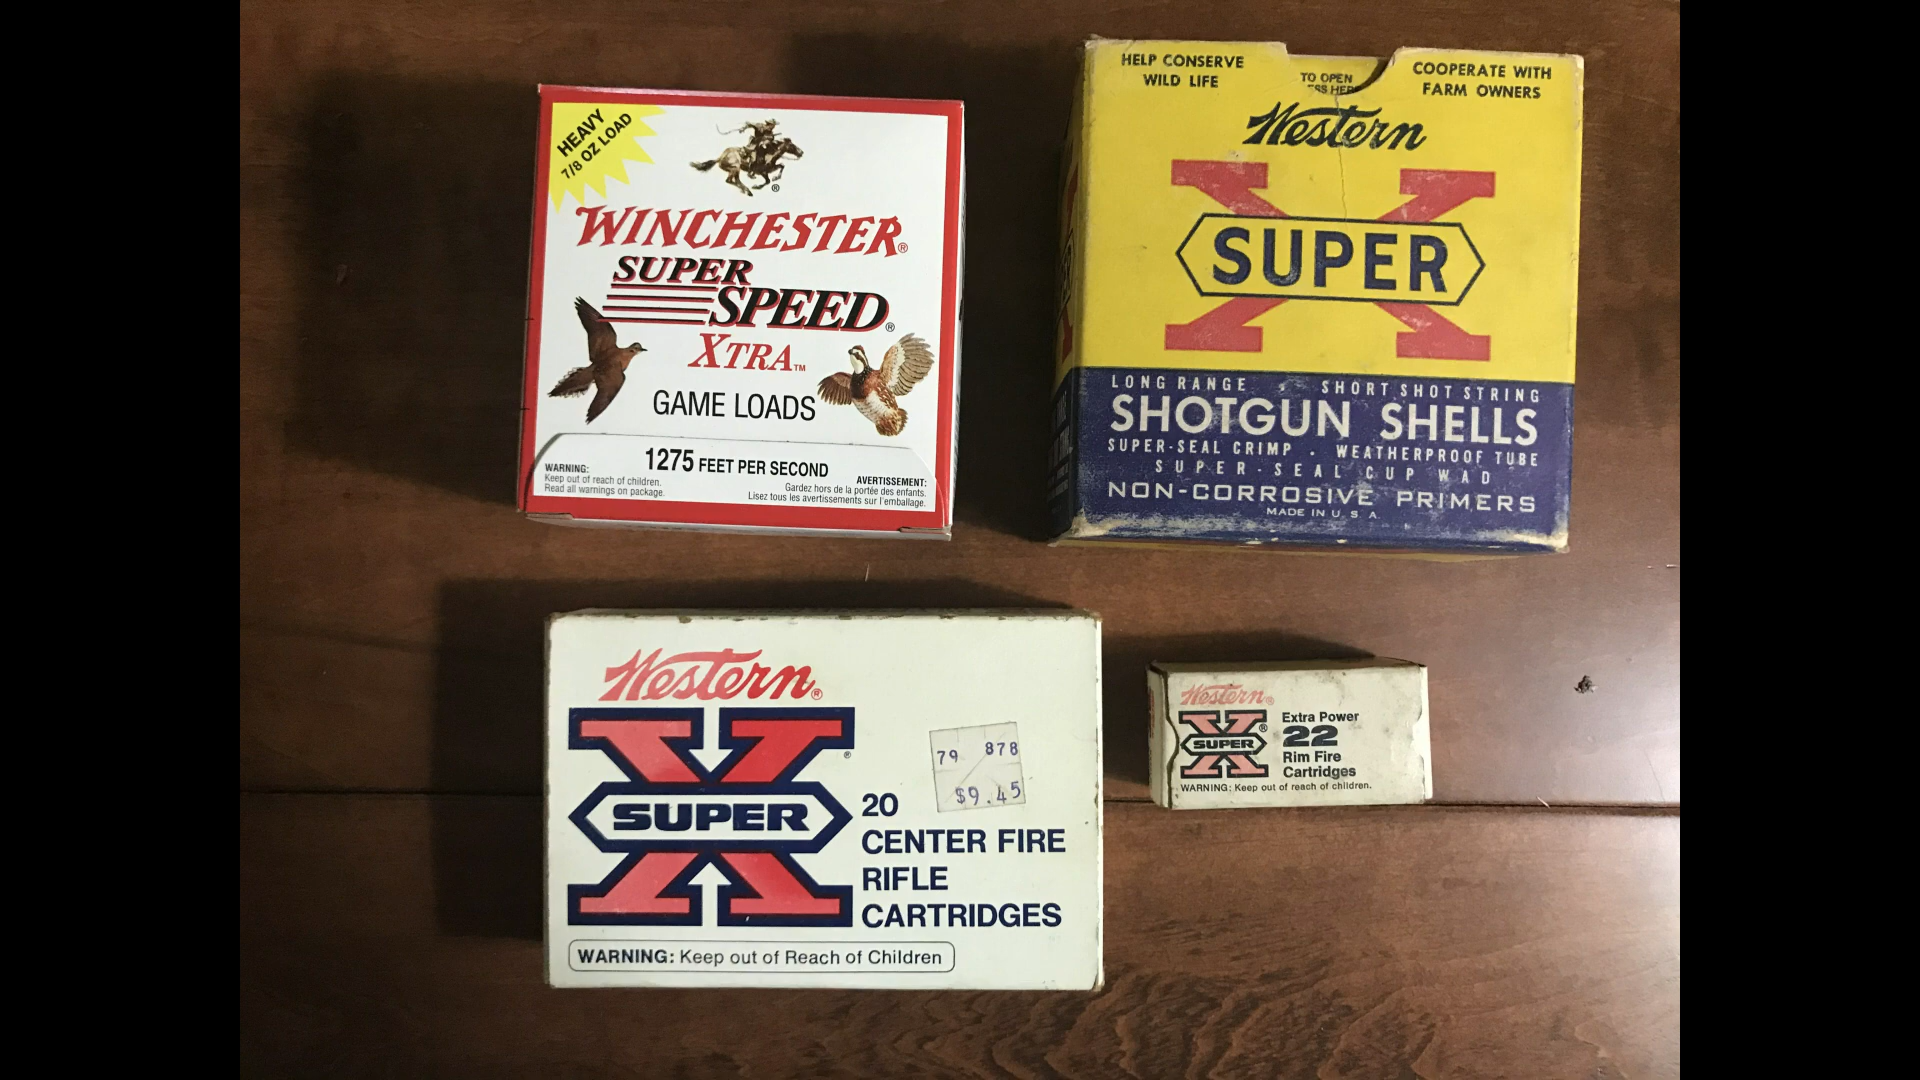 HEAVY
7/8 OZ LOAD
WINCHESTER®
SUPER
SPEED®
XTRA™
GAME LOADS
1275 FEET PER SECOND
WARNING:
Keep out of reach of children.
Read all warnings on package.
AVERTISSEMENT:
Gardez hors de la portée des enfants.
Lisez tous les avertissements sur l'emballage.
HELP CONSERVE
WILD LIFE
TO OPEN
HERE
COOPERATE WITH
FARM OWNERS
Western
X
SUPER
LONG RANGE • SHORT SHOT STRING
SHOTGUN SHELLS
SUPER-SEAL CRIMP • WEATHERPROOF TUBE
SUPER-SEAL CUP WAD
NON-CORROSIVE PRIMERS
MADE IN U.S.A.
Western®
X®
SUPER
79 878
$9.45
20
CENTER FIRE
RIFLE
CARTRIDGES
WARNING: Keep out of Reach of Children
Western®
X®
SUPER
Extra Power
22
Rim Fire
Cartridges
WARNING: Keep out of reach of children.